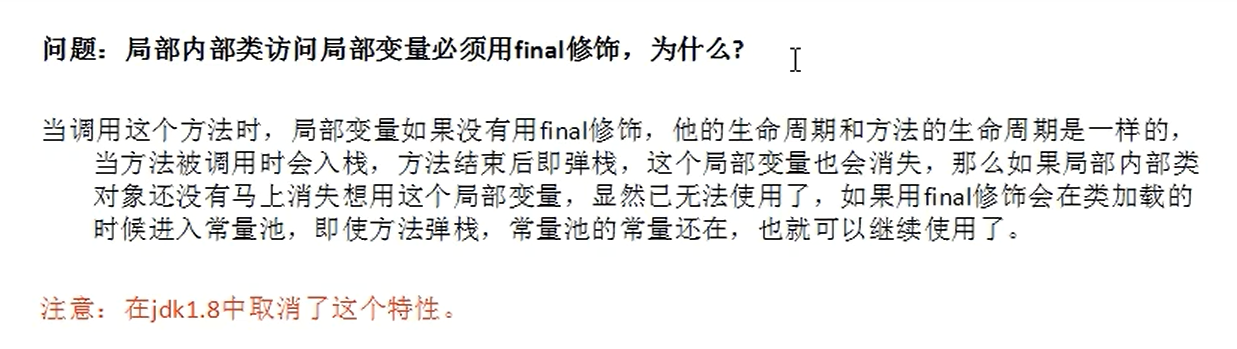 问题：局部内部类访问局部变量必须用final修饰，为什么?
当调用这个方法时，局部变量如果没有用final修饰，他的生命周期和方法的生命周期是一样的，
当方法被调用时会入栈，方法结束后即弹栈，这个局部变量也会消失，那么如果局部内部类
对象还没有马上消失想用这个局部变量，显然已无法使用了，如果用final修饰会在类加载的
时候进入常量池，即使方法弹栈，常量池的常量还在，也就可以继续使用了。
注意：在jdk1.8中取消了这个特性。